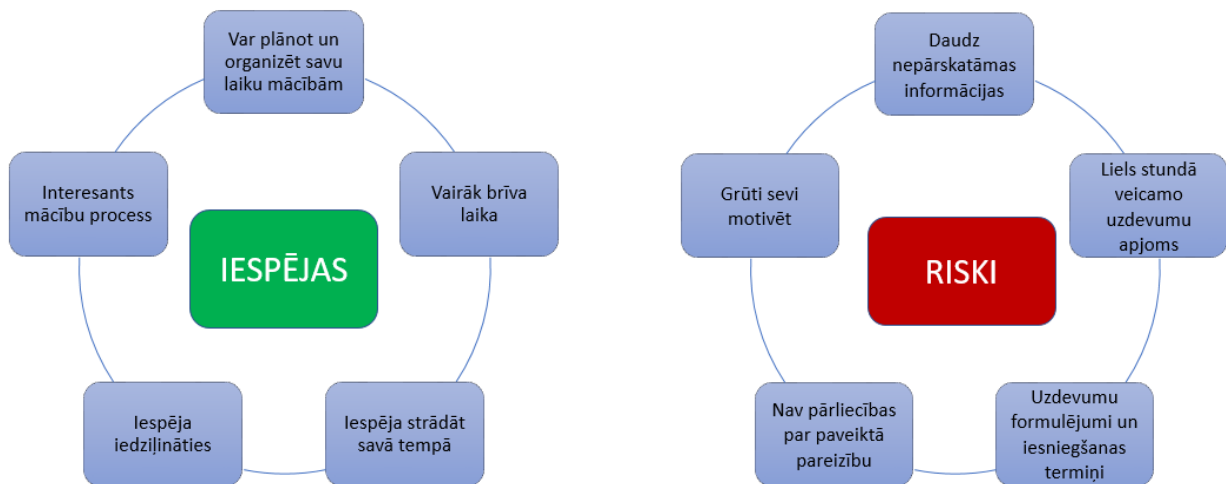 Var plānot un
organizēt savu
laiku mācībām
Interesants
mācību process
Vairāk brīva
laika
IESPĒJAS
Iespēja
iedziļināties
Iespēja strādāt
savā tempā
Daudz
nepārskatāmas
informācijas
Grūti sevi
motivēt
Liels stundā
veicamo
uzdevumu
apjoms
RISKI
Nav pārliecības
par paveiktā
pareizību
Uzdevumu
formulējumi un
iesniegšanas
termiņi